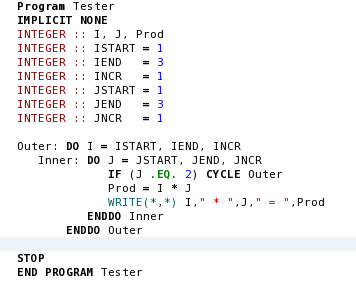 Program Tester
IMPLICIT NONE
INTEGER :: I, J, Prod
INTEGER :: ISTART = 1
INTEGER :: IEND   = 3
INTEGER :: INCR   = 1
INTEGER :: JSTART = 1
INTEGER :: JEND   = 3
INTEGER :: JNCR   = 1
Outer: DO I = ISTART, IEND, INCR
   Inner: DO J = JSTART, JEND, JNCR
             IF (J .EQ. 2) CYCLE Outer
             Prod = I * J
             WRITE(*,*) I," * ",J," = ",Prod
          ENDDO Inner
       ENDDO Outer
STOP
END PROGRAM Tester